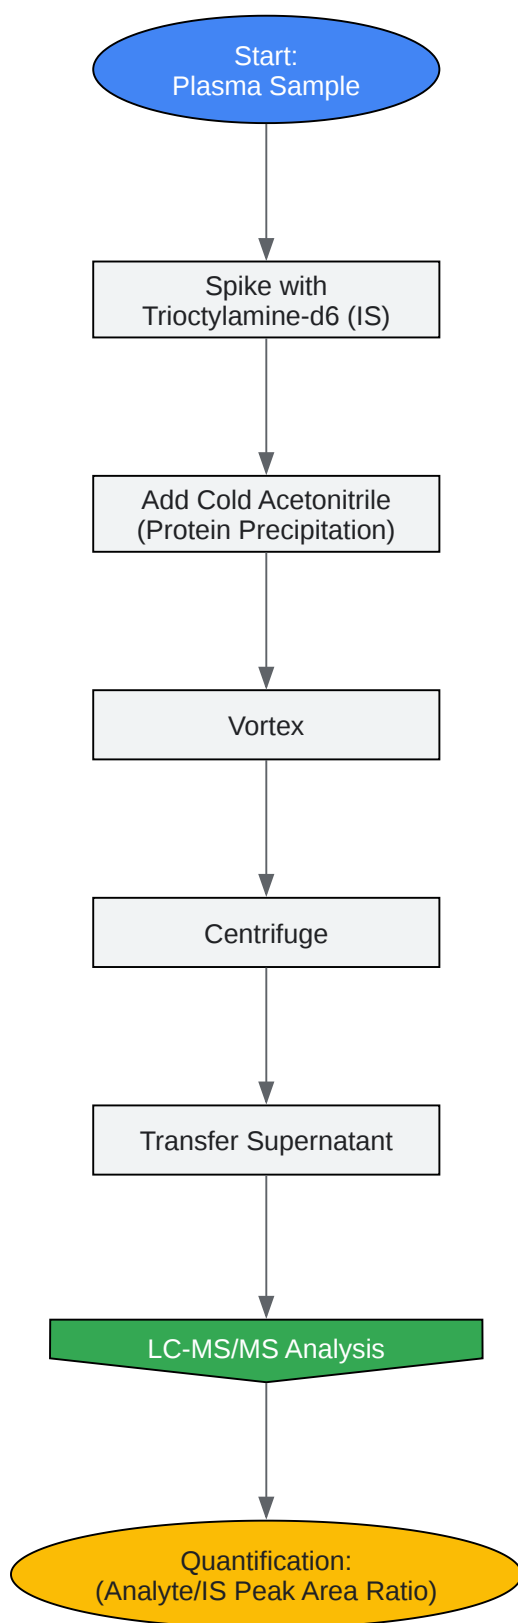 Start:
Plasma Sample
Spike with
Trioctylamine-d6 (IS)
Add Cold Acetonitrile
(Protein Precipitation)
Vortex
Centrifuge
Transfer Supernatant
LC-MS/MS Analysis
Quantification:
(Analyte/IS Peak Area Ratio)